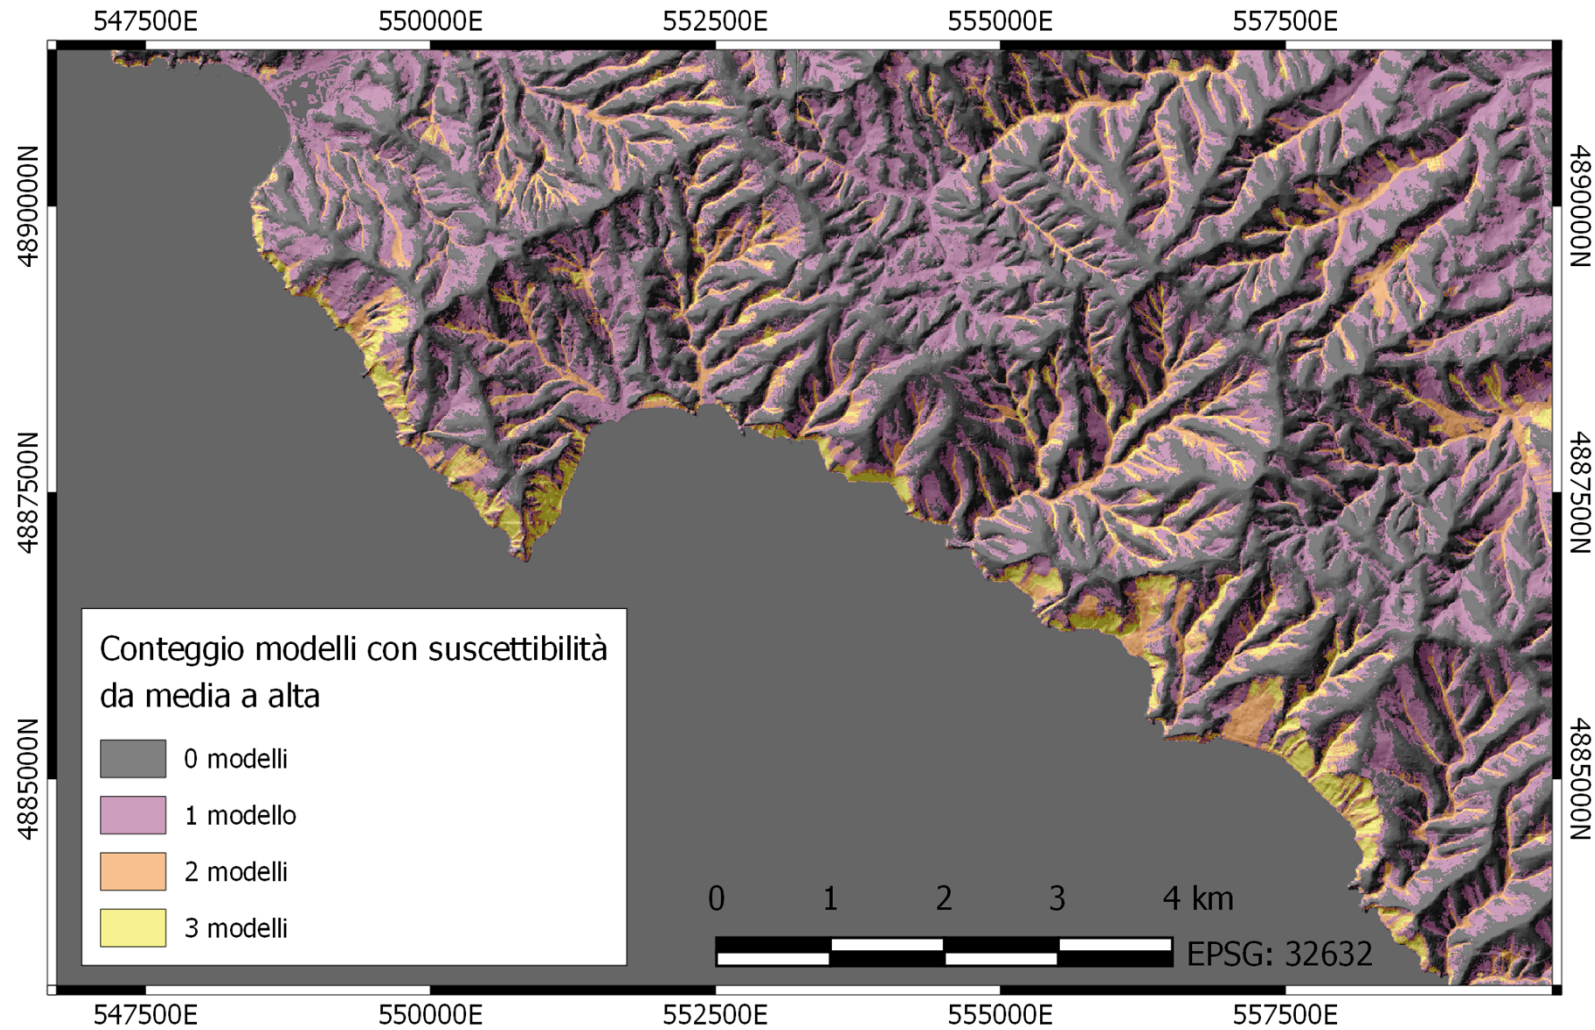 547500E 550000E 552500E 555000E 557500E
4890000N 4890000N
4887500N 4887500N
Conteggio modelli con suscettibilità
da media a alta
0 modelli
1 modello
2 modelli
3 modelli
4885000N 4885000N
0 1 2 3 4 km
EPSG: 32632
547500E 550000E 552500E 555000E 557500E